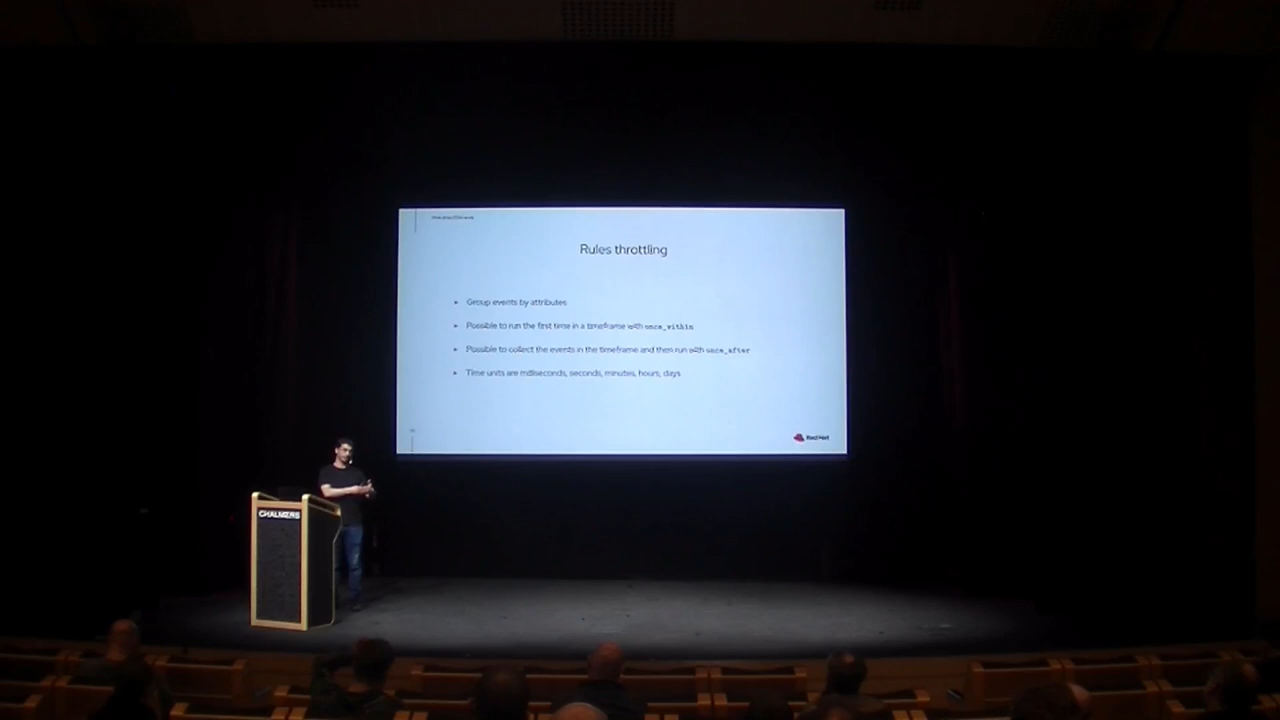 Rules throttling
Group events by attributes
Possible to run the first time in a timeframe with once_within
Possible to collect the events in the timeframe and then run with once_after
Time units are milliseconds, seconds, minutes, hours, days
Red Hat
CHALMERS